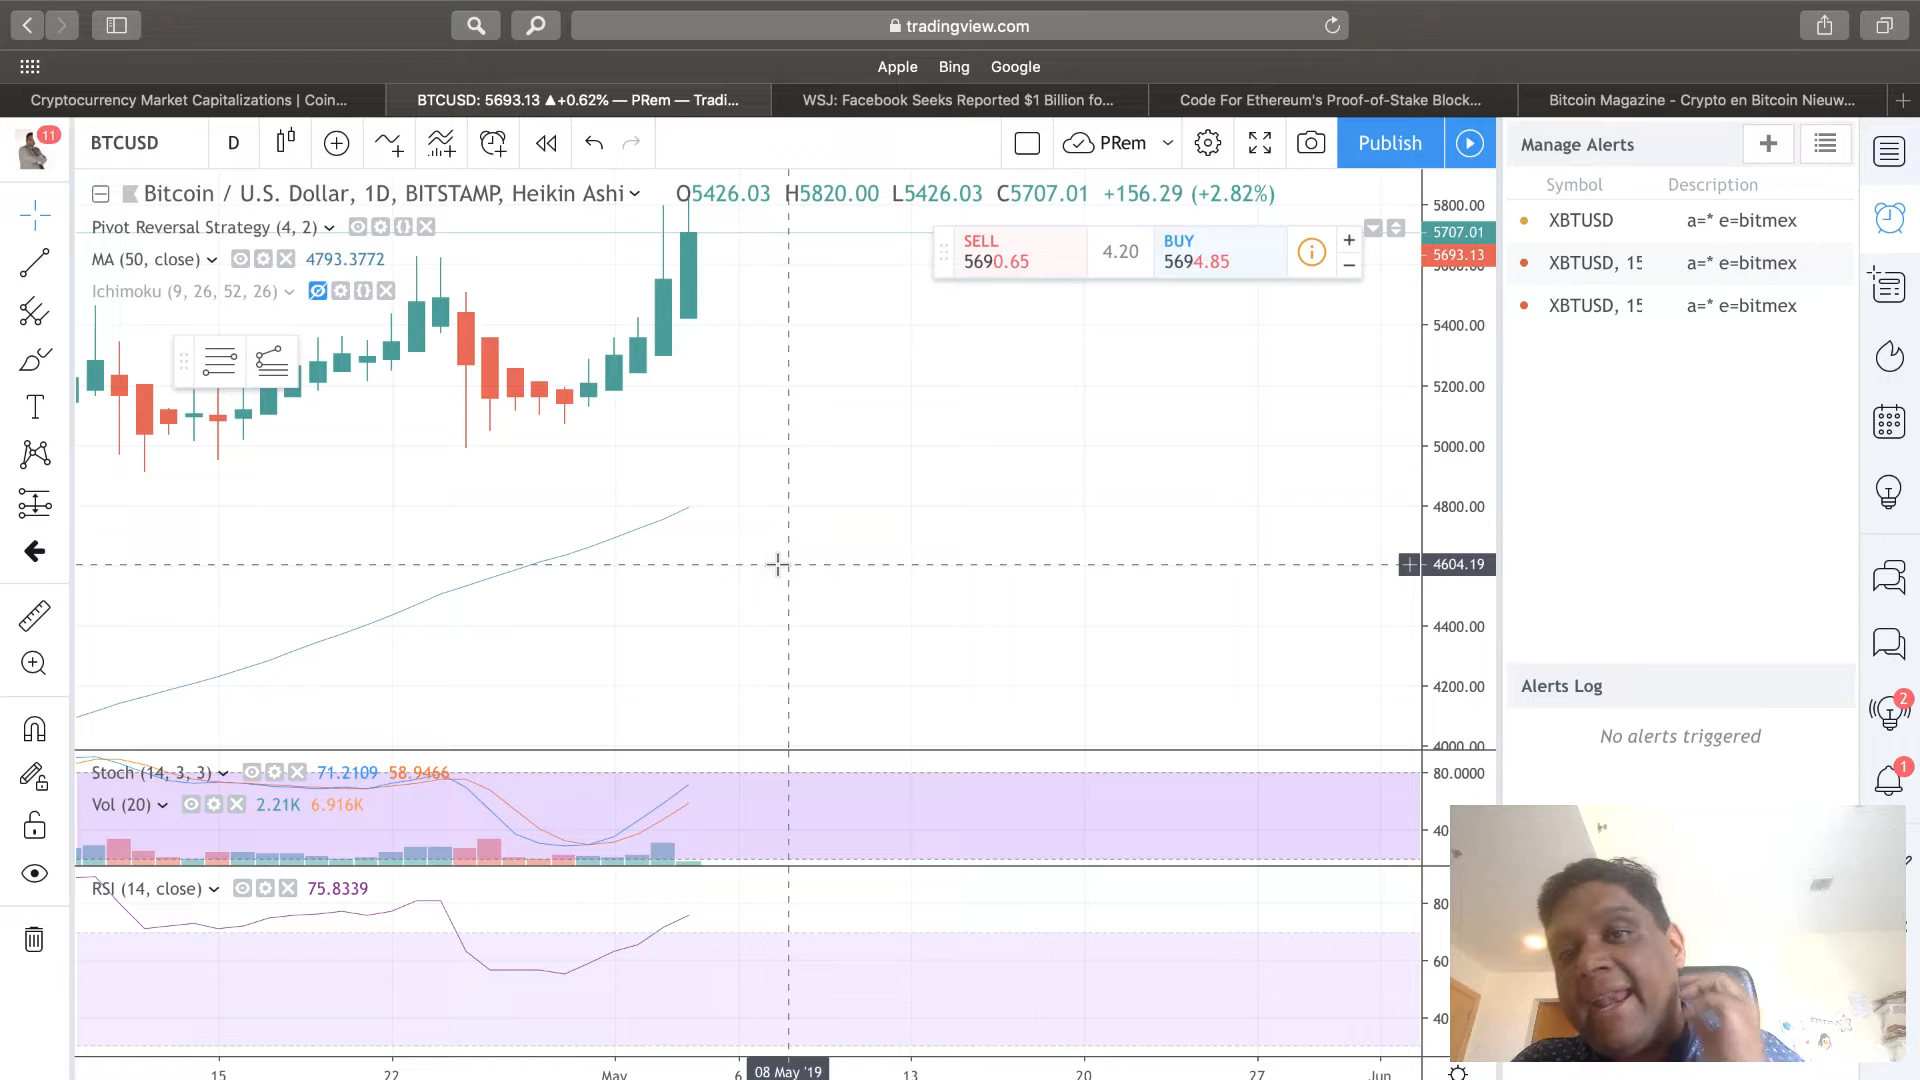 tradingview.com
Apple Bing Google
Cryptocurrency Market Capitalizations | Coin... BTCUSD: 5693.13 ▲+0.62% — PRem — Tradi... WSJ: Facebook Seeks Reported $1 Billion fo... Code For Ethereum's Proof-of-Stake Block... Bitcoin Magazine - Crypto en Bitcoin Nieuw...
11
BTCUSD D PRem Publish Manage Alerts
Symbol Description
Bitcoin / U.S. Dollar, 1D, BITSTAMP, Heikin Ashi O5426.03 H5820.00 L5426.03 C5707.01 +156.29 (+2.82%)
Pivot Reversal Strategy (4, 2)
MA (50, close) 4793.3772
Ichimoku (9, 26, 52, 26)
SELL 4.20 BUY
5690.65 5694.85
XBTUSD a=* e=bitmex
XBTUSD, 15 a=* e=bitmex
XBTUSD, 15 a=* e=bitmex
5800.00
5707.01
5693.13
5600.00
5400.00
5200.00
5000.00
4800.00
4604.19
4400.00
4200.00
4000.00
Alerts Log
No alerts triggered
2
1
Stoch (14, 3, 3) 71.2109 58.9466 80.0000
Vol (20) 2.21K 6.916K
40
RSI (14, close) 75.8339
80
60
40
15 22 May 6 08 May '19 13 20 27 Jun